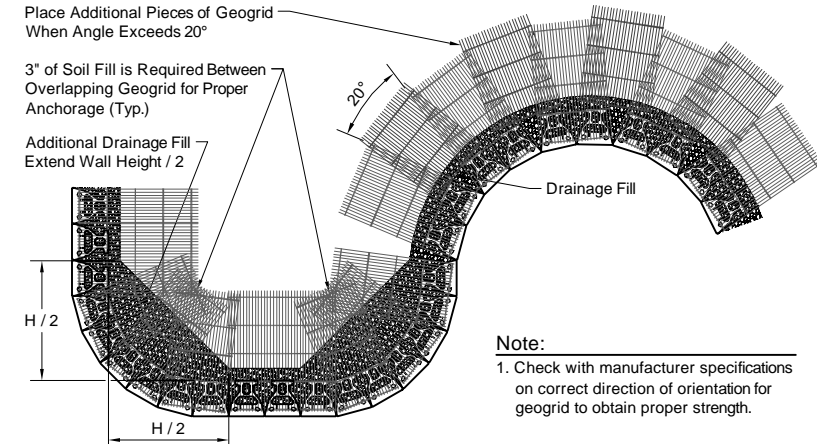 Place Additional Pieces of Geogrid
When Angle Exceeds 20°
3" of Soil Fill is Required Between
Overlapping Geogrid for Proper
Anchorage (Typ.)
Additional Drainage Fill
Extend Wall Height / 2
20°
Drainage Fill
H / 2
H / 2
Note:
1. Check with manufacturer specifications
on correct direction of orientation for
geogrid to obtain proper strength.